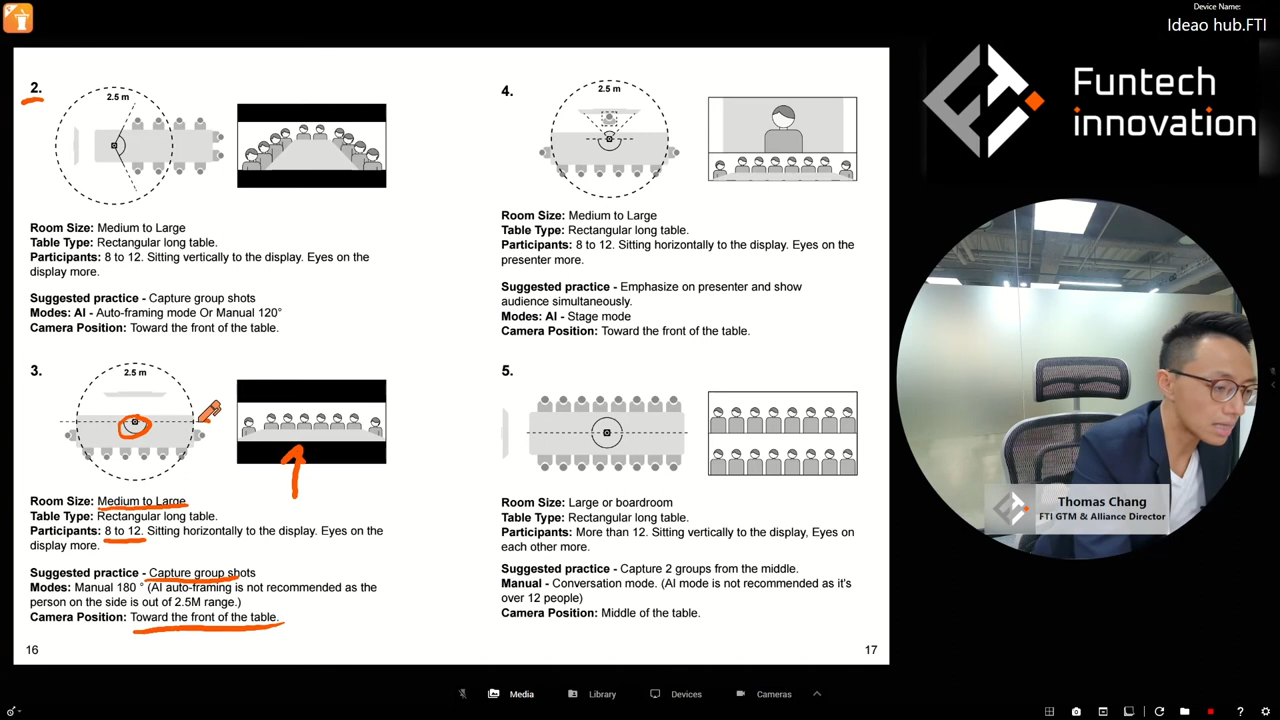 Device Name:
Ideao hub.FTI
Funtech
innovation
2.
2.5 m
Room Size: Medium to Large
Table Type: Rectangular long table.
Participants: 8 to 12. Sitting vertically to the display. Eyes on the
display more.
Suggested practice - Capture group shots
Modes: AI - Auto-framing mode Or Manual 120°
Camera Position: Toward the front of the table.
3.
2.5 m
Room Size: Medium to Large
Table Type: Rectangular long table.
Participants: 8 to 12. Sitting horizontally to the display. Eyes on the
display more.
Suggested practice - Capture group shots
Modes: Manual 180 ° (AI auto-framing is not recommended as the
person on the side is out of 2.5M range.)
Camera Position: Toward the front of the table.
16
4.
2.5 m
Room Size: Medium to Large
Table Type: Rectangular long table.
Participants: 8 to 12. Sitting horizontally to the display. Eyes on the
presenter more.
Suggested practice - Emphasize on presenter and show
audience simultaneously.
Modes: AI - Stage mode
Camera Position: Toward the front of the table.
5.
Room Size: Large or boardroom
Table Type: Rectangular long table.
Participants: More than 12. Sitting vertically to the display, Eyes on
each other more.
Suggested practice - Capture 2 groups from the middle.
Manual - Conversation mode. (AI mode is not recommended as it's
over 12 people)
Camera Position: Middle of the table.
17
Thomas Chang
FTI GTM & Alliance Director
Media
Library
Devices
Cameras